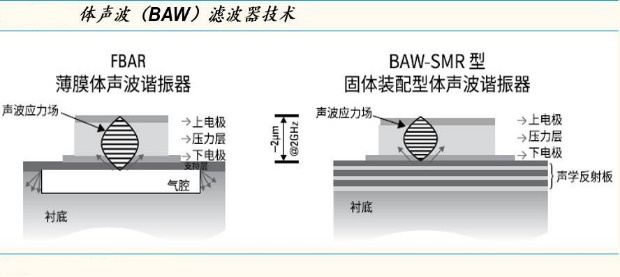 体声波（BAW）滤波器技术
FBAR
薄膜体声波谐振器
声波应力场
上电极
压力层
下电极
支持层
气腔
衬底
~2μm
@2GHz
BAW-SMR 型
固体装配型体声波谐振器
声波应力场
上电极
压力层
下电极
声学反射板
衬底